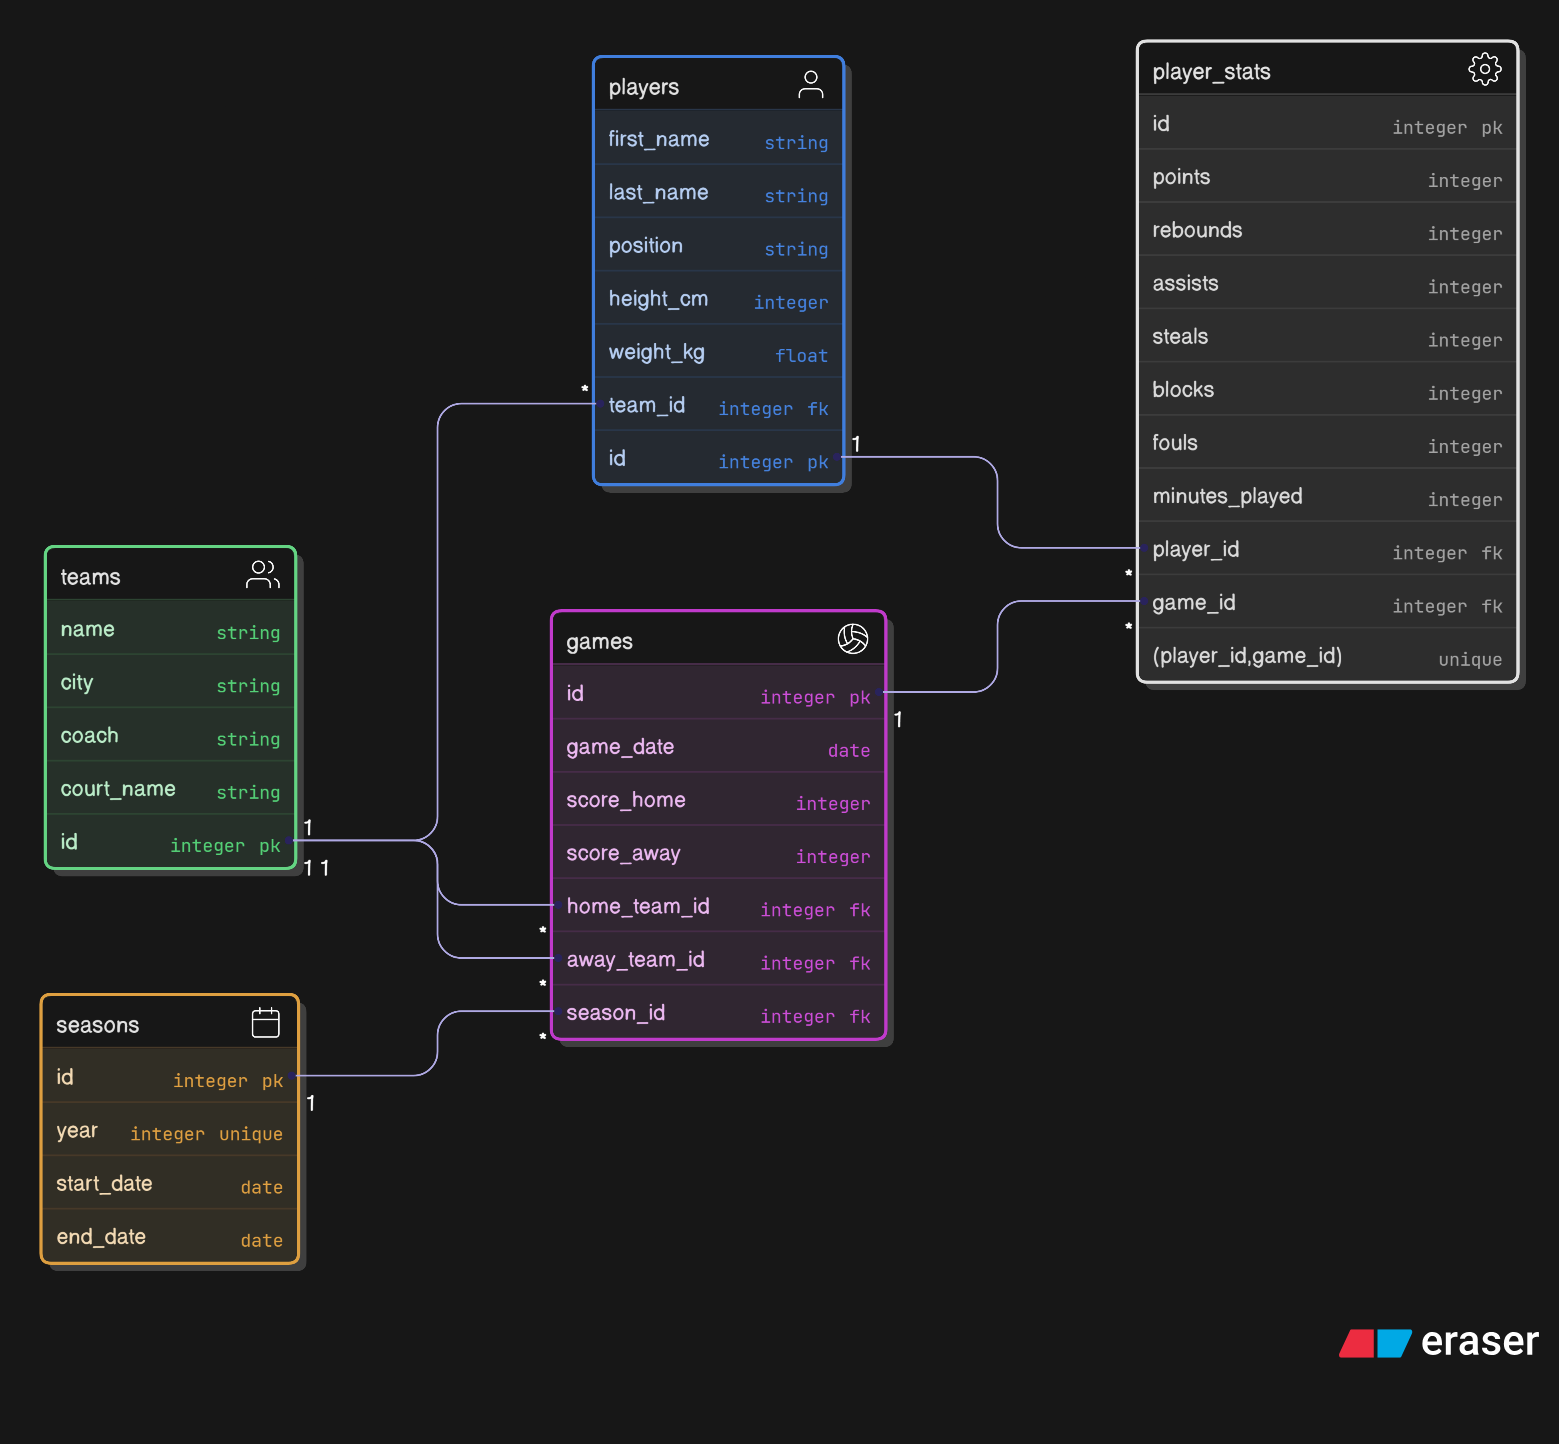 players
first_name string
last_name string
position string
height_cm integer
weight_kg float
* team_id integer fk
id integer pk 1
player_stats
id integer pk
points integer
rebounds integer
assists integer
steals integer
blocks integer
fouls integer
minutes_played integer
player_id integer fk
*
game_id integer fk
*
(player_id,game_id) unique
teams
name string
city string
coach string
court_name string
id integer pk 1
1 1
games
id integer pk
1
game_date date
score_home integer
score_away integer
home_team_id integer fk
*
away_team_id integer fk
*
season_id integer fk
*
seasons
id integer pk
1
year integer unique
start_date date
end_date date
eraser